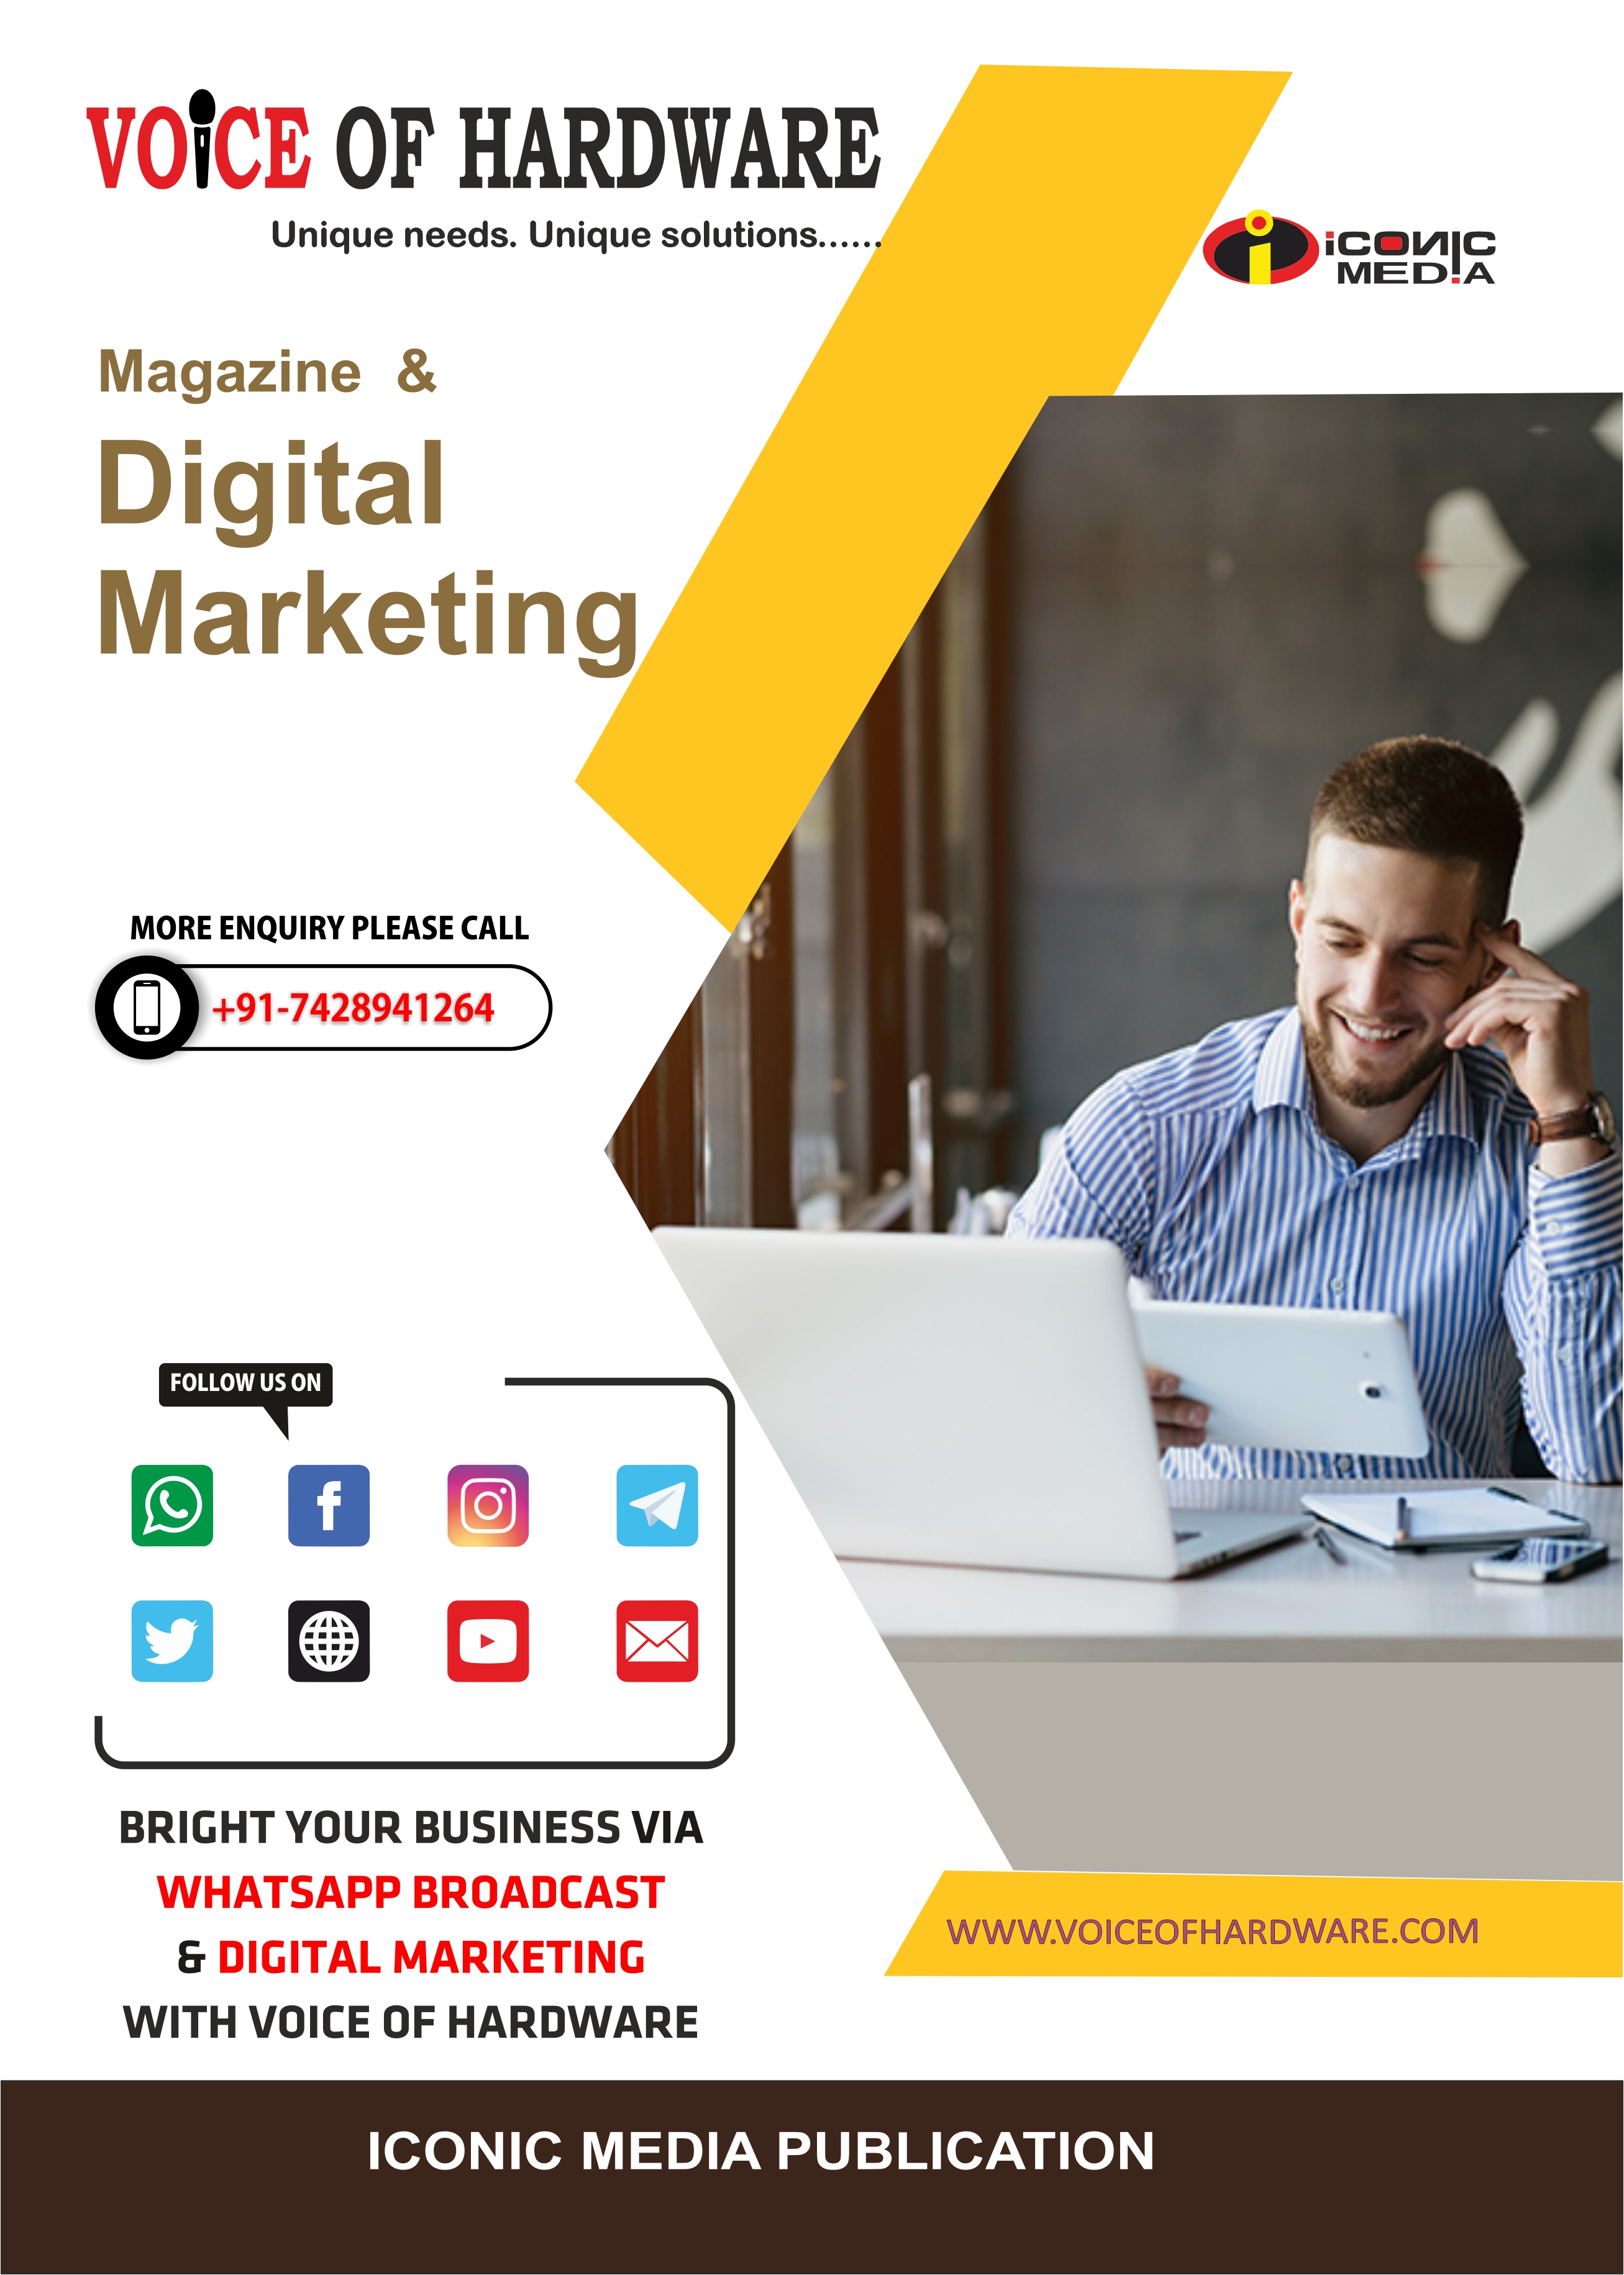 VOICE OF HARDWARE
Unique needs. Unique solutions......
iCONIC
MEDiA
Magazine &
Digital
Marketing
MORE ENQUIRY PLEASE CALL
+91-7428941264
FOLLOW US ON
BRIGHT YOUR BUSINESS VIA
WHATSAPP BROADCAST
& DIGITAL MARKETING
WITH VOICE OF HARDWARE
WWW.VOICEOFHARDWARE.COM
ICONIC MEDIA PUBLICATION